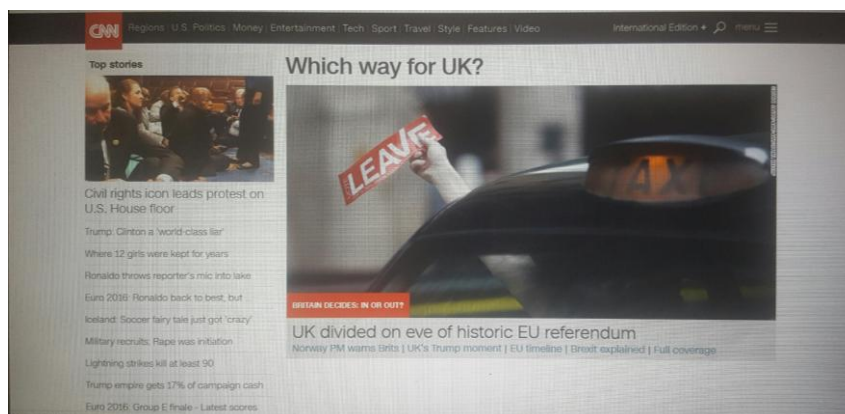 CNN Regions U.S. Politics Money Entertainment Tech Sport Travel Style Features Video International Edition + menu
Top stories
Civil rights icon leads protest on
U.S. House floor
Trump: Clinton a 'world-class liar'
Where 12 girls were kept for years
Ronaldo throws reporter's mic into lake
Euro 2016: Ronaldo back to best, but
Iceland: Soccer fairy tale just got 'crazy'
Military recruits: Rape was initiation
Lightning strikes kill at least 90
Trump empire gets 17% of campaign cash
Euro 2016: Group E finale - Latest scores
Which way for UK?
LEAVE
TAXI
BRITAIN DECIDES: IN OR OUT?
UK divided on eve of historic EU referendum
Norway PM warns Brits | UK's Trump moment | EU timeline | Brexit explained | Full coverage